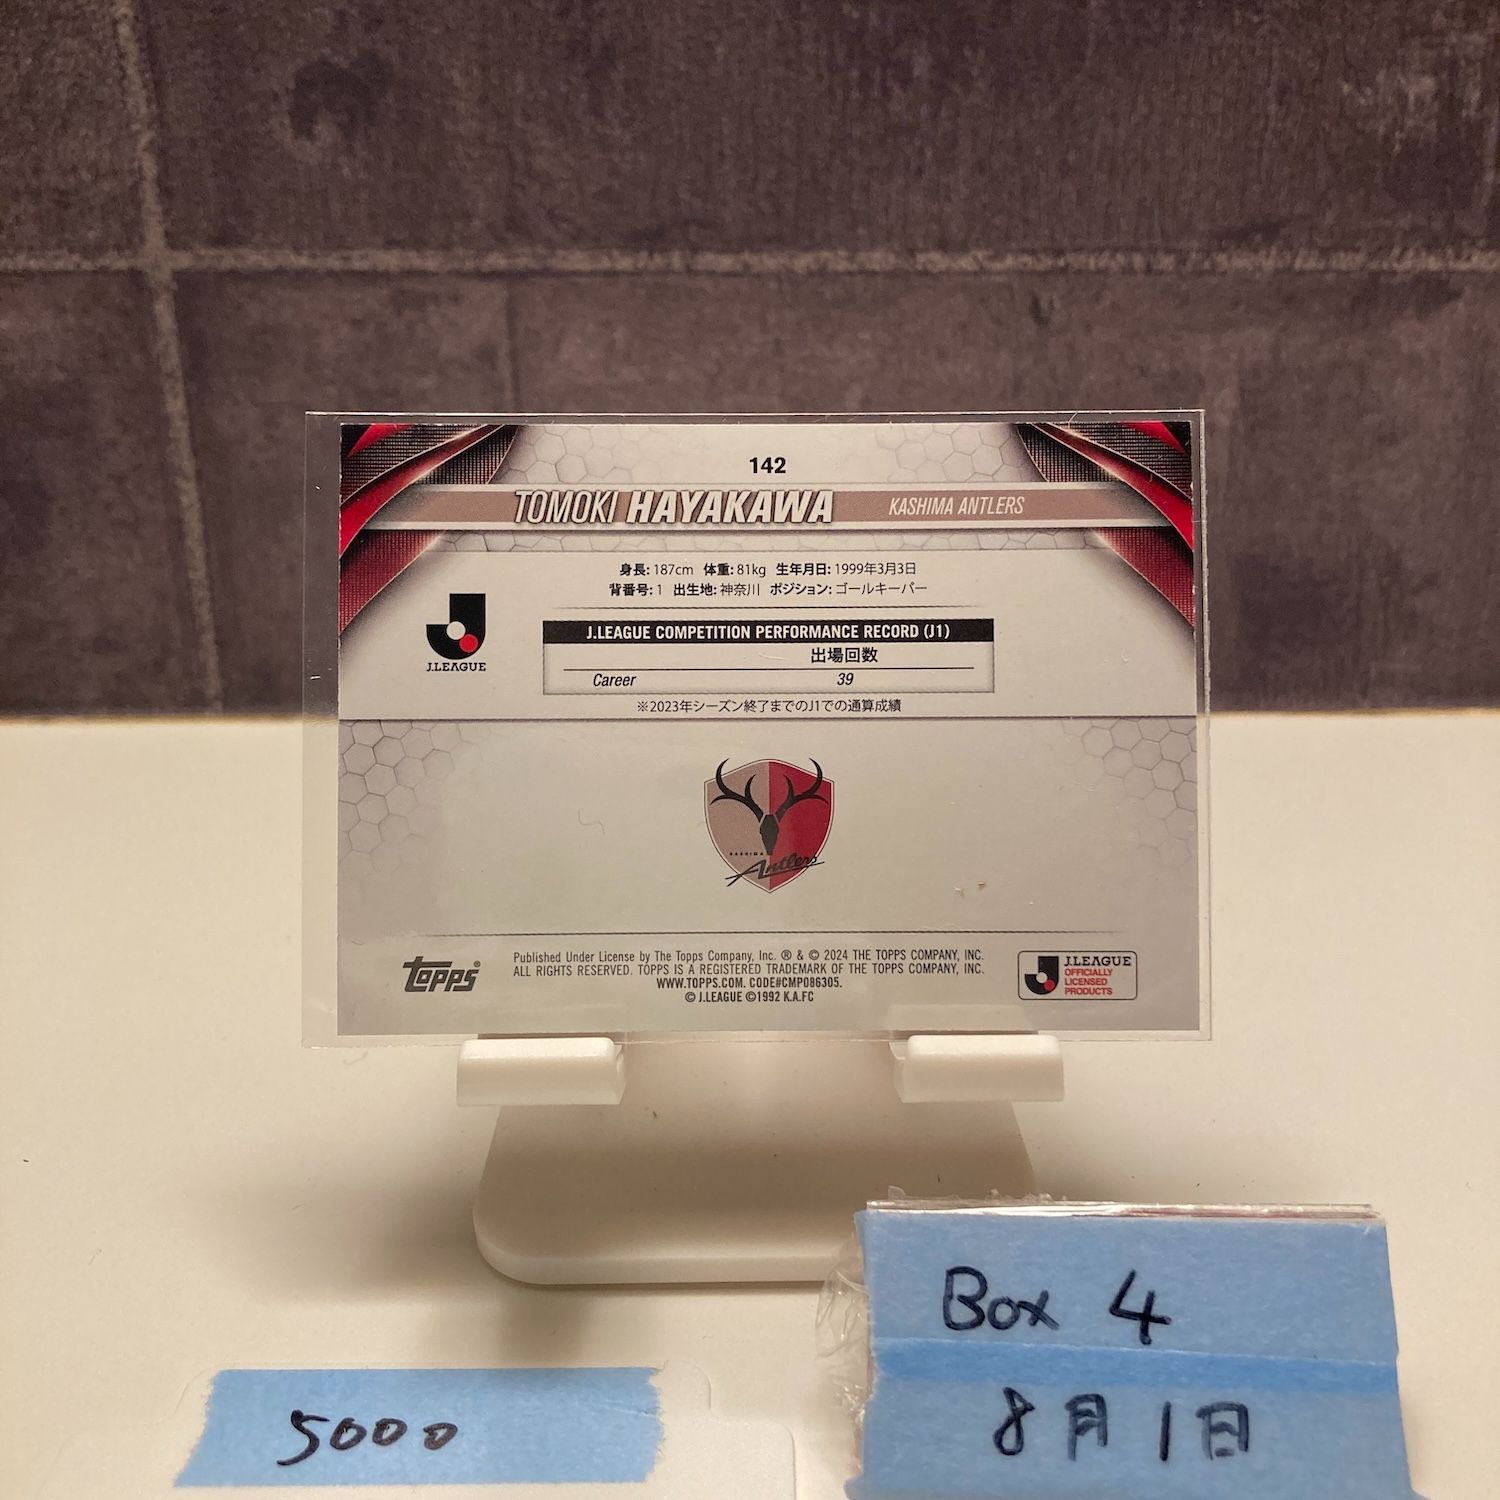 142
TOMOKI HAYAKAWA KASHIMA ANTLERS
身長: 187cm 体重: 81kg 生年月日: 1999年3月3日
背番号: 1 出生地: 神奈川 ポジション: ゴールキーパー
J.LEAGUE
J.LEAGUE COMPETITION PERFORMANCE RECORD (J1)
出場回数
Career 39
※2023年シーズン終了までのJ1での通算成績
KASHIMA
Antlers
topps®
Published Under License by The Topps Company, Inc. ® & © 2024 THE TOPPS COMPANY, INC.
ALL RIGHTS RESERVED. TOPPS IS A REGISTERED TRADEMARK OF THE TOPPS COMPANY, INC.
WWW.TOPPS.COM. CODE#CMP086305.
© J.LEAGUE ©1992 K.A.FC
J.LEAGUE
OFFICIALLY
LICENSED
PRODUCTS
Box 4
8月1日
5000